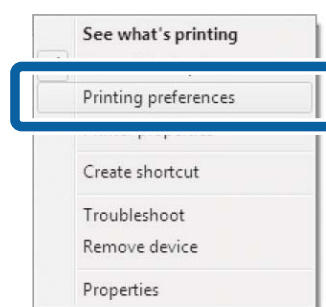 See what's printing
Printing preferences
Create shortcut
Troubleshoot
Remove device
Properties